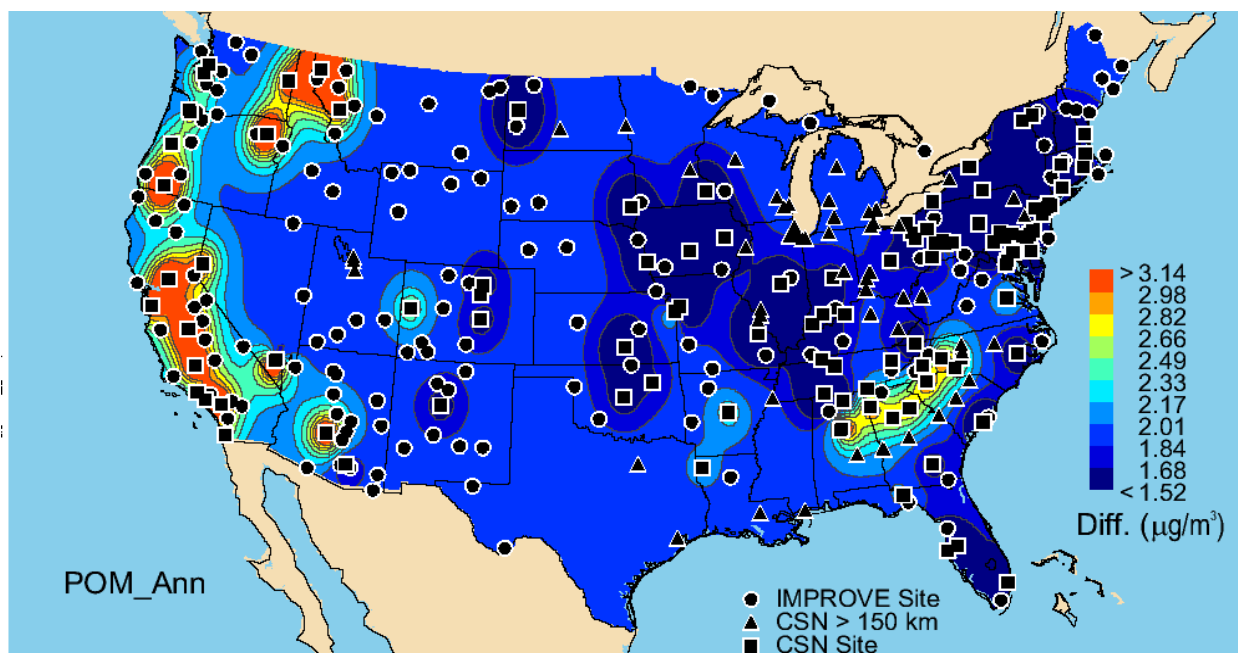 > 3.14
2.98
2.82
2.66
2.49
2.33
2.17
2.01
1.84
1.68
< 1.52
Diff. (μg/m³)
POM_Ann
IMPROVE Site
CSN > 150 km
CSN Site